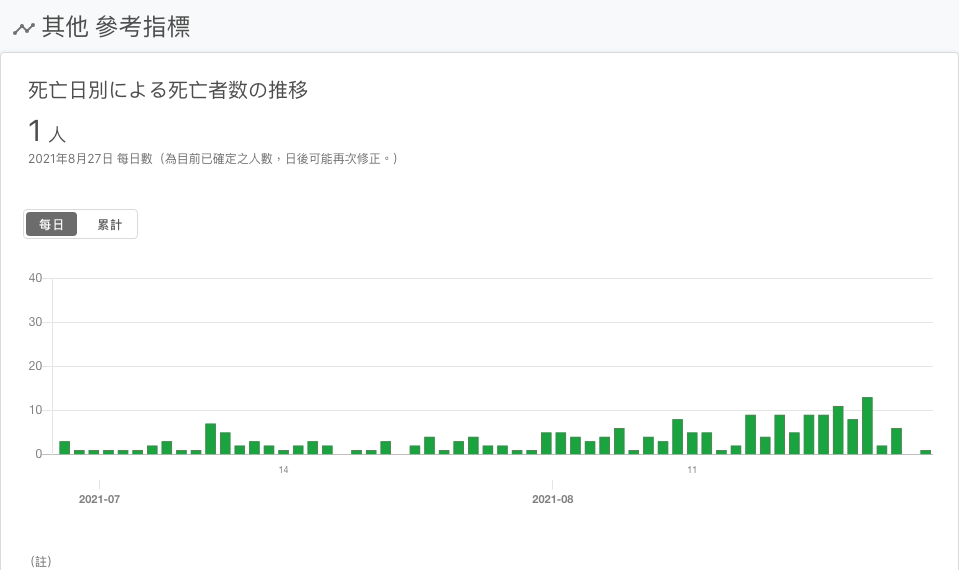 其他 參考指標
死亡日別による死亡者数の推移
1 人
2021年8月27日 每日數（為目前已確定之人數，日後可能再次修正。）
每日 累計
40
30
20
10
0
14 11
2021-07 2021-08
（註）